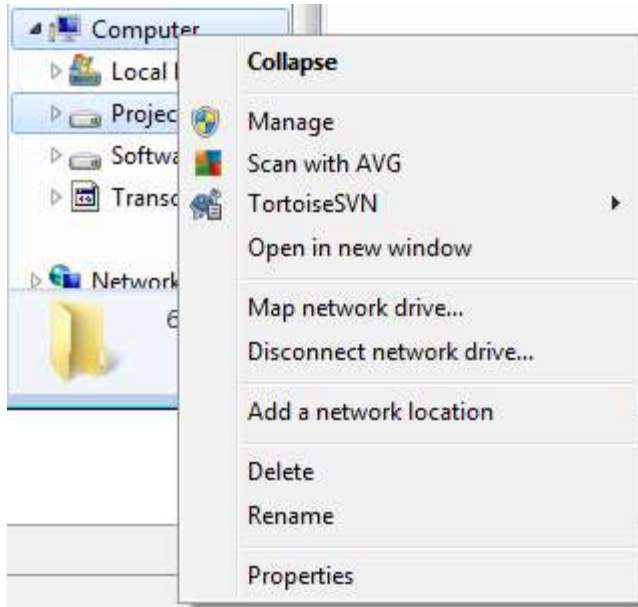 Computer
Local
Projec
Softwa
Transc
Network
6
Collapse
Manage
Scan with AVG
TortoiseSVN
Open in new window
Map network drive...
Disconnect network drive...
Add a network location
Delete
Rename
Properties